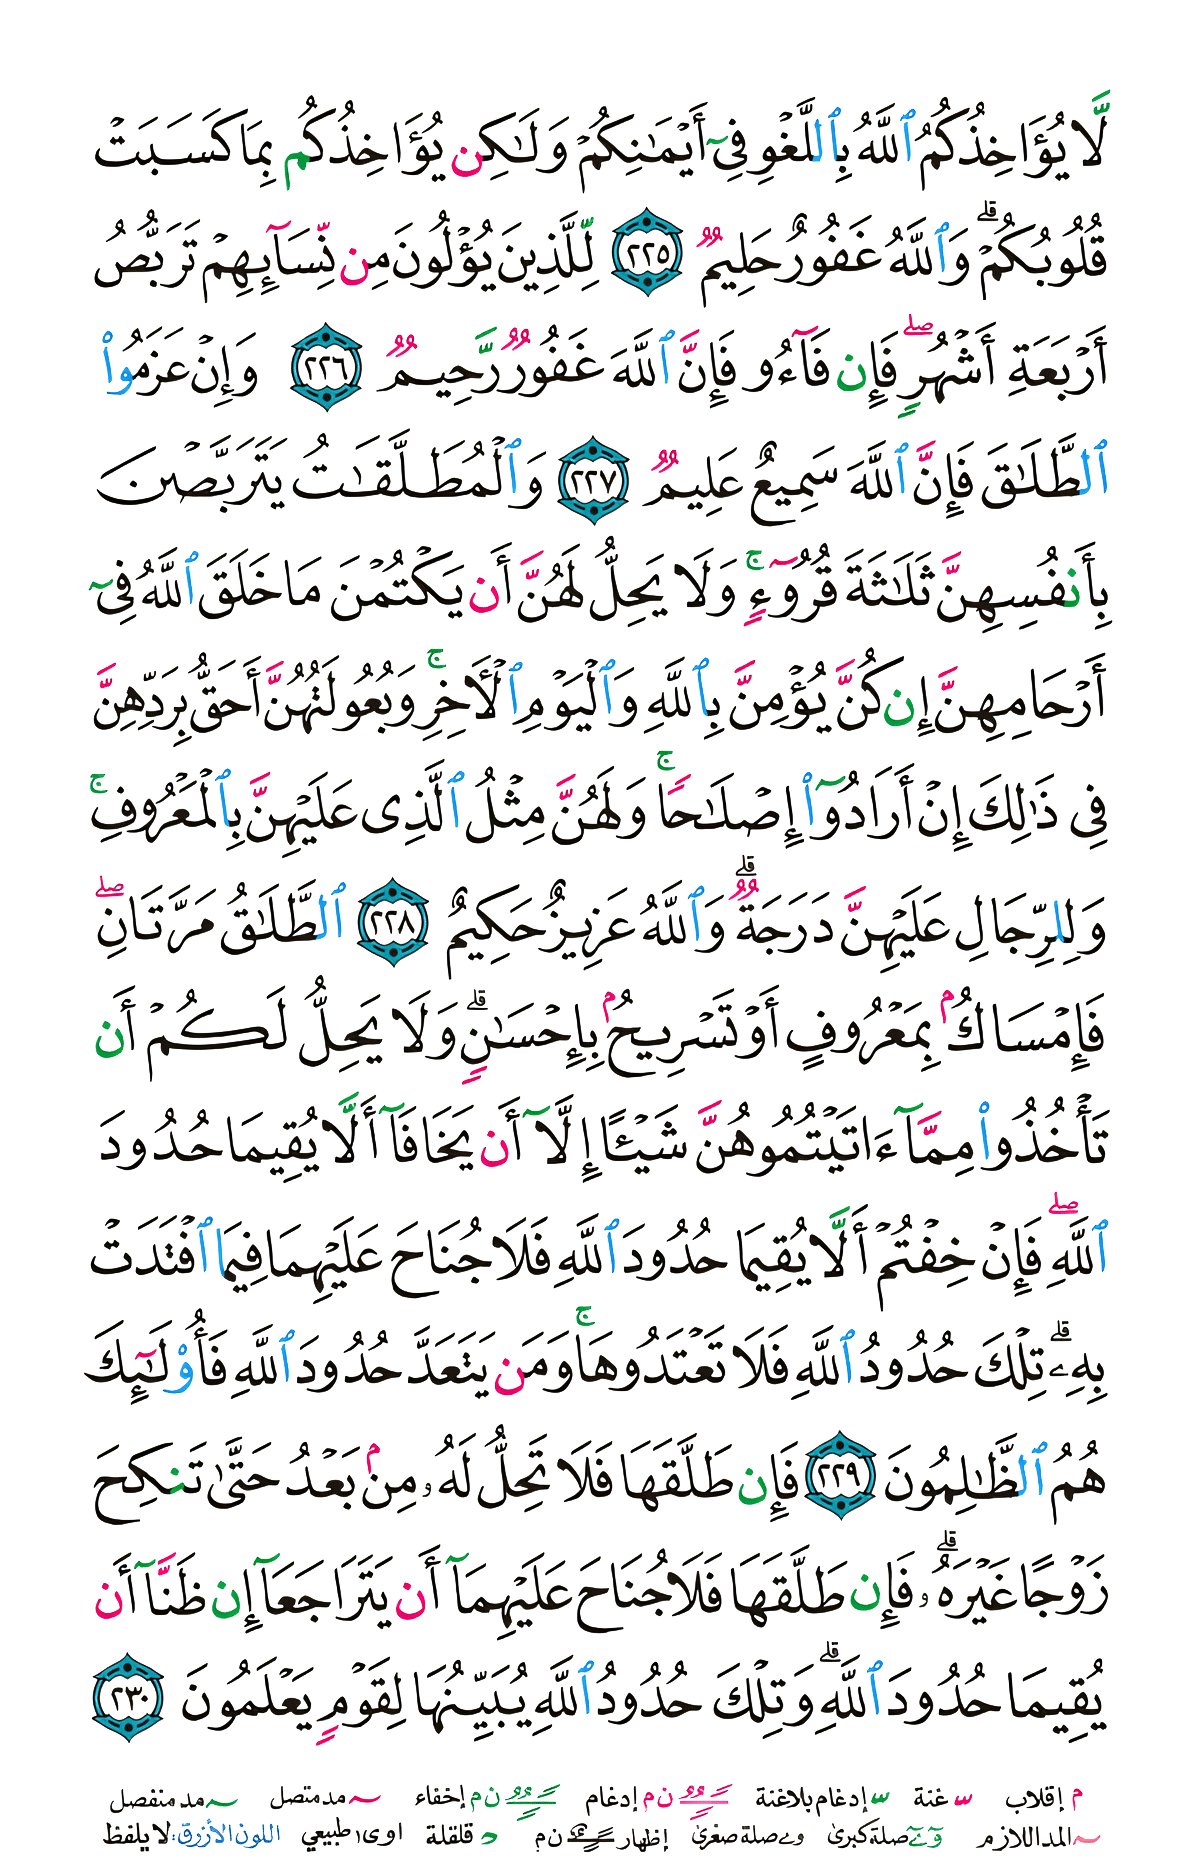 لَّا يُؤَاخِذُكُمُ ٱللَّهُ بِٱللَّغْوِ فِىٓ أَيْمَـٰنِكُمْ وَلَـٰكِن يُؤَاخِذُكُم بِمَا كَسَبَتْ
قُلُوبُكُمْ ۗ وَٱللَّهُ غَفُورٌ حَلِيمٌ ٢٢٥ لِّلَّذِينَ يُؤْلُونَ مِن نِّسَآئِهِمْ تَرَبُّصُ
أَرْبَعَةِ أَشْهُرٍ ۖ فَإِن فَآءُو فَإِنَّ ٱللَّهَ غَفُورٌ رَّحِيمٌ ٢٢٦ وَإِنْ عَزَمُوا۟
ٱلطَّلَـٰقَ فَإِنَّ ٱللَّهَ سَمِيعٌ عَلِيمٌ ٢٢٧ وَٱلْمُطَلَّقَـٰتُ يَتَرَبَّصْنَ
بِأَنفُسِهِنَّ ثَلَـٰثَةَ قُرُوٓءٍ ۚ وَلَا يَحِلُّ لَهُنَّ أَن يَكْتُمْنَ مَا خَلَقَ ٱللَّهُ فِىٓ
أَرْحَامِهِنَّ إِن كُنَّ يُؤْمِنَّ بِٱللَّهِ وَٱلْيَوْمِ ٱلْـَٔاخِرِ ۚ وَبُعُولَتُهُنَّ أَحَقُّ بِرَدِّهِنَّ
فِى ذَٰلِكَ إِنْ أَرَادُوٓا۟ إِصْلَـٰحًا ۚ وَلَهُنَّ مِثْلُ ٱلَّذِى عَلَيْهِنَّ بِٱلْمَعْرُوفِ ۚ
وَلِلرِّجَالِ عَلَيْهِنَّ دَرَجَةٌ ۗ وَٱللَّهُ عَزِيزٌ حَكِيمٌ ٢٢٨ ٱلطَّلَـٰقُ مَرَّتَانِ ۖ
فَإِمْسَاكٌۢ بِمَعْرُوفٍ أَوْ تَسْرِيحٌۢ بِإِحْسَـٰنٍ ۗ وَلَا يَحِلُّ لَكُمْ أَن
تَأْخُذُوا۟ مِمَّآ ءَاتَيْتُمُوهُنَّ شَيْـًٔا إِلَّآ أَن يَخَافَآ أَلَّا يُقِيمَا حُدُودَ
ٱللَّهِ ۖ فَإِنْ خِفْتُمْ أَلَّا يُقِيمَا حُدُودَ ٱللَّهِ فَلَا جُنَاحَ عَلَيْهِمَا فِيمَا ٱفْتَدَتْ
بِهِۦ ۗ تِلْكَ حُدُودُ ٱللَّهِ فَلَا تَعْتَدُوهَا ۚ وَمَن يَتَعَدَّ حُدُودَ ٱللَّهِ فَأُو۟لَـٰٓئِكَ
هُمُ ٱلظَّـٰلِمُونَ ٢٢٩ فَإِن طَلَّقَهَا فَلَا تَحِلُّ لَهُۥ مِنۢ بَعْدُ حَتَّىٰ تَنكِحَ
زَوْجًا غَيْرَهُۥ ۗ فَإِن طَلَّقَهَا فَلَا جُنَاحَ عَلَيْهِمَآ أَن يَتَرَاجَعَآ إِن ظَنَّآ أَن
يُقِيمَا حُدُودَ ٱللَّهِ ۗ وَتِلْكَ حُدُودُ ٱللَّهِ يُبَيِّنُهَا لِقَوْمٍ يَعْلَمُونَ ٢٣٠
م إقلاب غنة إدغام بلاغنة ن م إدغام ن م إخفاء مد متصل مد منفصل
المد اللازم صلة كبرى و ے صلة صغرى إظهار ن م قلقلة اوى١ طبيعي اللون الأزرق: لا يلفظ